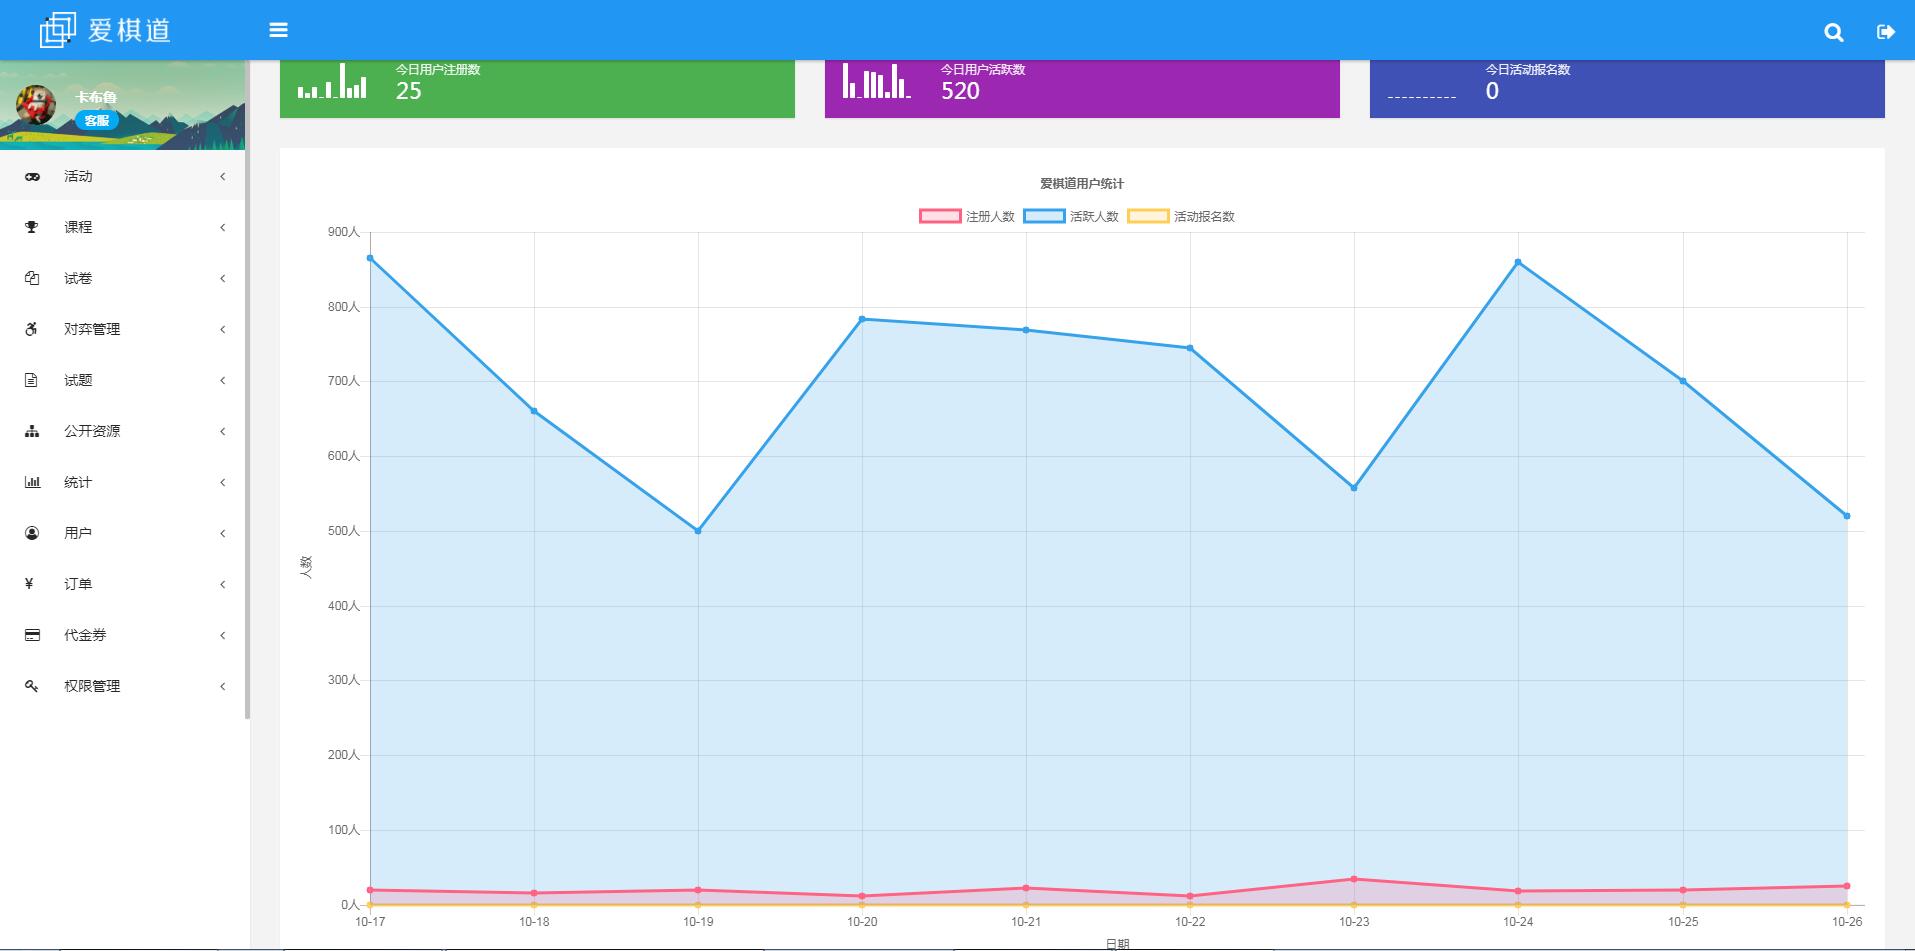 爱棋道
卡布鲁
客服
活动
课程
试卷
对弈管理
试题
公开资源
统计
用户
订单
代金券
权限管理
今日用户注册数
25
今日用户活跃数
520
今日活动报名数
0
爱棋道用户统计
注册人数 活跃人数 活动报名数
900人
800人
700人
600人
500人
400人
300人
200人
100人
0人
人数
10-17 10-18 10-19 10-20 10-21 10-22 10-23 10-24 10-25 10-26
日期